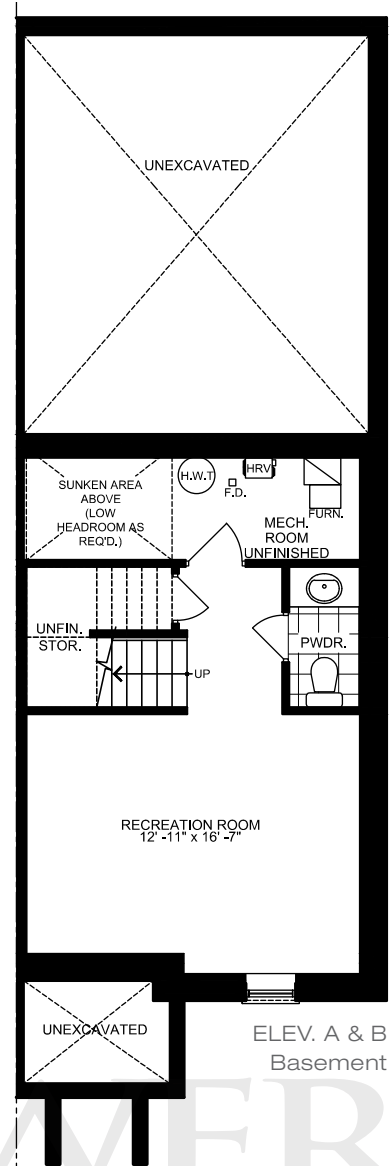 UNEXCAVATED
SUNKEN AREA
ABOVE
(LOW
HEADROOM AS
REQ'D.)
H.W.T
HRV
F.D.
FURN.
MECH.
ROOM
UNFINISHED
UNFIN.
STOR.
PWDR.
UP
RECREATION ROOM
12' -11" x 16' -7"
UNEXCAVATED
ELEV. A & B
Basement